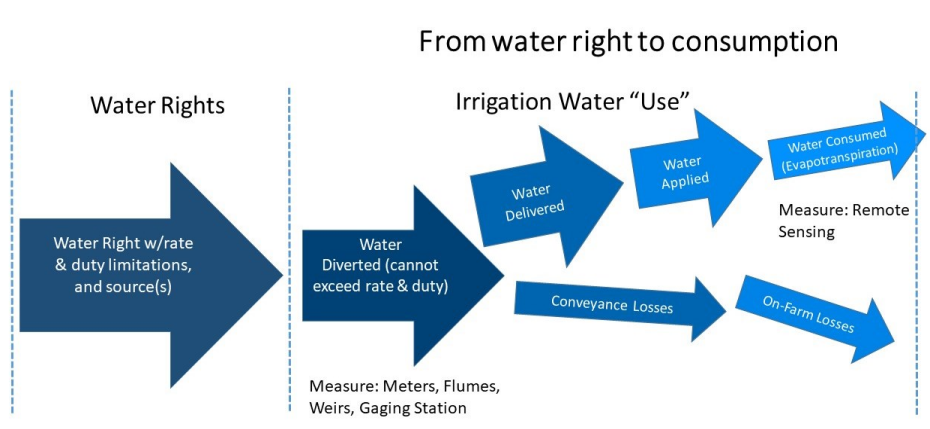 From water right to consumption
Water Rights
Irrigation Water “Use”
Water Right w/rate
& duty limitations,
and source(s)
Water
Diverted (cannot
exceed rate & duty)
Measure: Meters, Flumes,
Weirs, Gaging Station
Water
Delivered
Water
Applied
Water Consumed
(Evapotranspiration)
Measure: Remote
Sensing
Conveyance Losses
On-Farm Losses